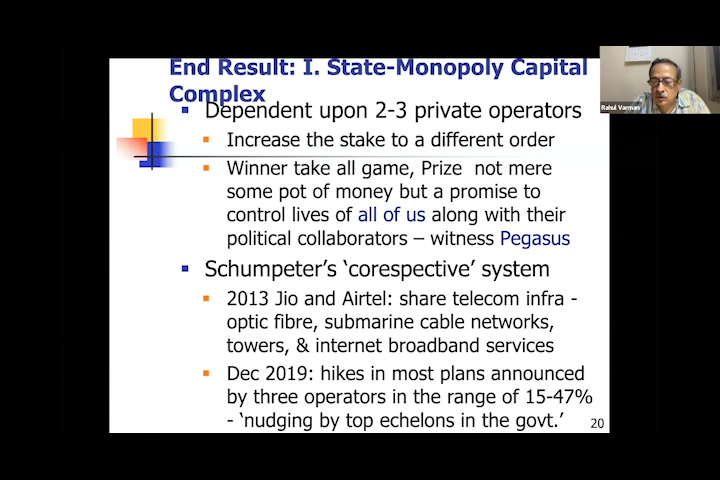 End Result: I. State-Monopoly Capital
Complex
Dependent upon 2-3 private operators
Increase the stake to a different order
Winner take all game, Prize not mere
some pot of money but a promise to
control lives of all of us along with their
political collaborators – witness Pegasus
Schumpeter's ‘corespective’ system
2013 Jio and Airtel: share telecom infra -
optic fibre, submarine cable networks,
towers, & internet broadband services
Dec 2019: hikes in most plans announced
by three operators in the range of 15-47%
- ‘nudging by top echelons in the govt.’
20
Rahul Varman